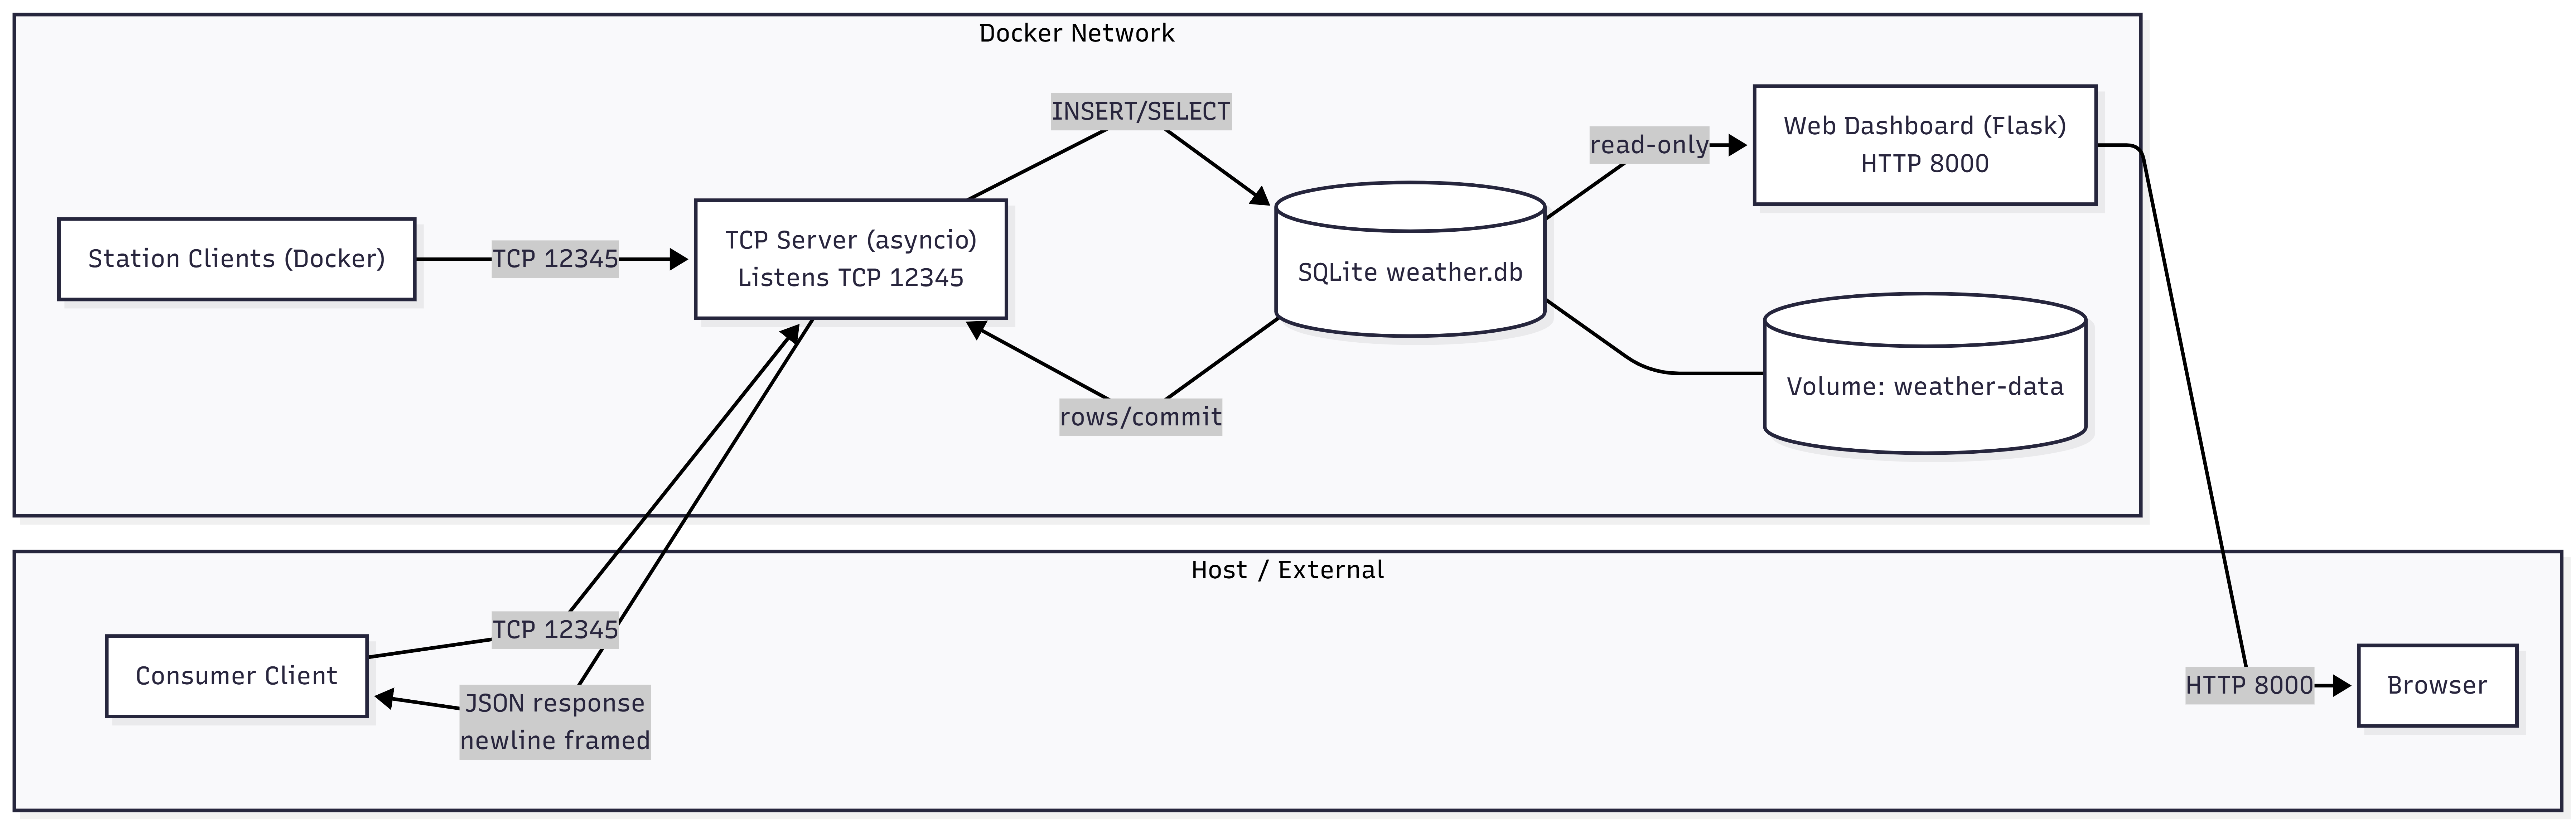 Docker Network
INSERT/SELECT
Web Dashboard (Flask)
HTTP 8000
read-only
Station Clients (Docker)
TCP 12345
TCP Server (asyncio)
Listens TCP 12345
SQLite weather.db
Volume: weather-data
rows/commit
Host / External
TCP 12345
Consumer Client
JSON response
newline framed
HTTP 8000
Browser